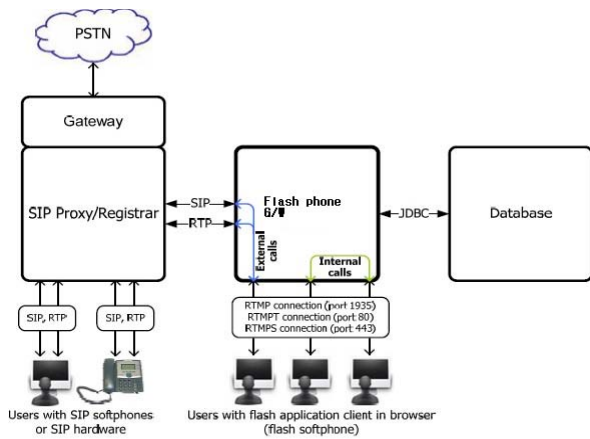 PSTN
Gateway
SIP Proxy/Registrar
SIP
RTP
Flash phone
G/W
External
calls
Internal
calls
JDBC
Database
SIP, RTP
SIP, RTP
RTMP connection (port 1935)
RTMPT connection (port 80)
RTMPS connection (port 443)
Users with SIP softphones
or SIP hardware
Users with flash application client in browser
(flash softphone)